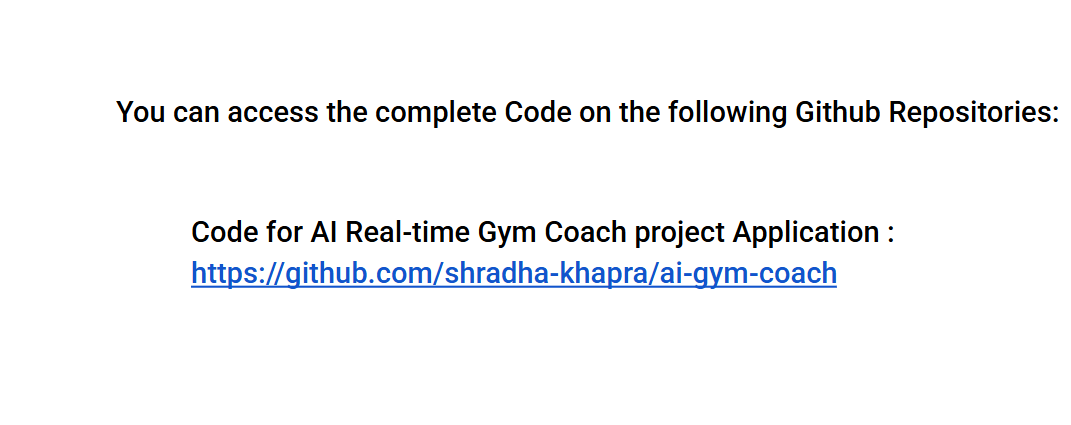 You can access the complete Code on the following Github Repositories:
Code for AI Real-time Gym Coach project Application :
https://github.com/shradha-khapra/ai-gym-coach